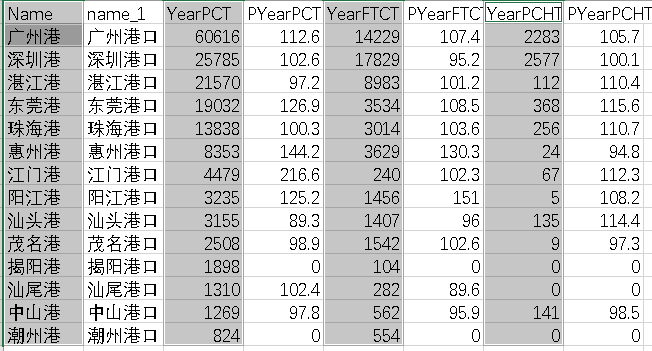 Name name_1 YearPCT PYearPCT YearFTCT PYearFTC YearPCHT PYearPCHT
广州港 广州港口 60616 112.6 14229 107.4 2283 105.7
深圳港 深圳港口 25785 102.6 17829 95.2 2577 100.1
湛江港 湛江港口 21570 97.2 8983 101.2 112 110.4
东莞港 东莞港口 19032 126.9 3534 108.5 368 115.6
珠海港 珠海港口 13838 100.3 3014 103.6 256 110.7
惠州港 惠州港口 8353 144.2 3629 130.3 24 94.8
江门港 江门港口 4479 216.6 240 102.3 67 112.3
阳江港 阳江港口 3235 125.2 1456 151 5 108.2
汕头港 汕头港口 3155 89.3 1407 96 135 114.4
茂名港 茂名港口 2508 98.9 1542 102.6 9 97.3
揭阳港 揭阳港口 1898 0 104 0 0 0
汕尾港 汕尾港口 1310 102.4 282 89.6 0 0
中山港 中山港口 1269 97.8 562 95.9 141 98.5
潮州港 潮州港口 824 0 554 0 0 0